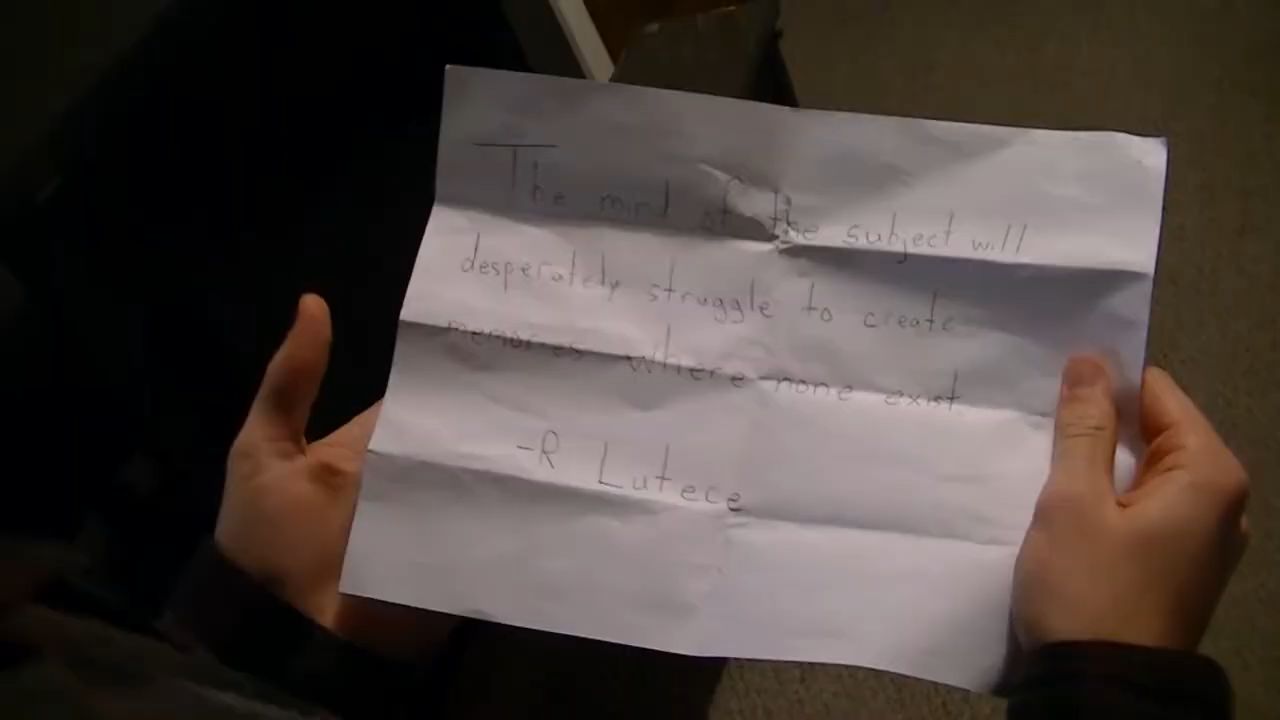 The mind of the subject will
desperately struggle to create
memories where none exist.
-R Lutece